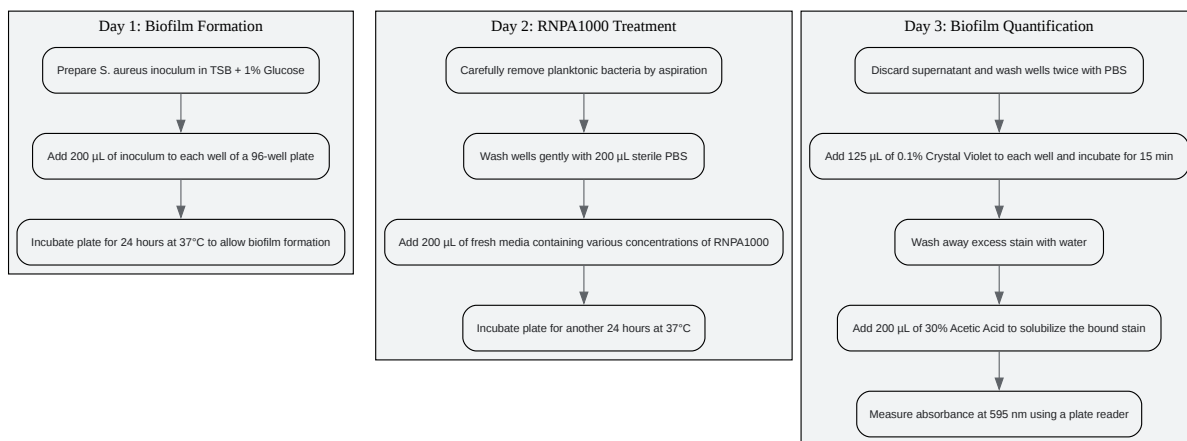 Day 1: Biofilm Formation
Prepare S. aureus inoculum in TSB + 1% Glucose
Add 200 µL of inoculum to each well of a 96-well plate
Incubate plate for 24 hours at 37°C to allow biofilm formation
Day 2: RNPA1000 Treatment
Carefully remove planktonic bacteria by aspiration
Wash wells gently with 200 µL sterile PBS
Add 200 µL of fresh media containing various concentrations of RNPA1000
Incubate plate for another 24 hours at 37°C
Day 3: Biofilm Quantification
Discard supernatant and wash wells twice with PBS
Add 125 µL of 0.1% Crystal Violet to each well and incubate for 15 min
Wash away excess stain with water
Add 200 µL of 30% Acetic Acid to solubilize the bound stain
Measure absorbance at 595 nm using a plate reader